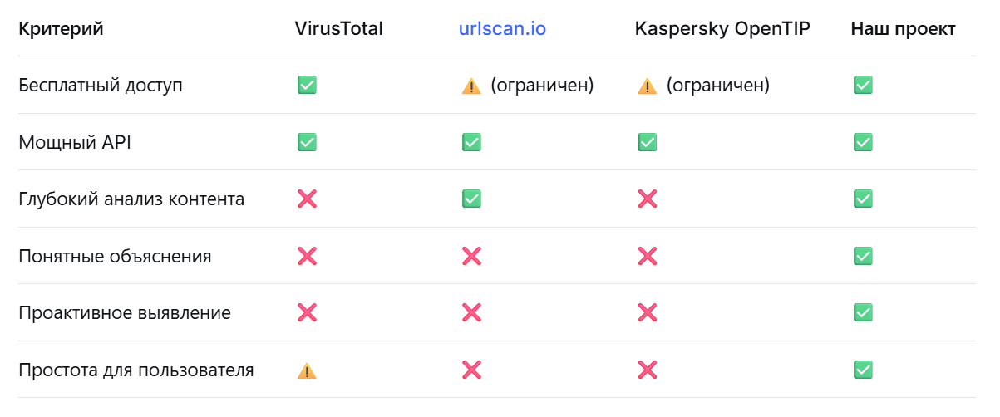 Критерий VirusTotal urlscan.io Kaspersky OpenTIP Наш проект
Бесплатный доступ ✅ ⚠️ (ограничен) ⚠️ (ограничен) ✅
Мощный API ✅ ✅ ✅ ✅
Глубокий анализ контента ❌ ✅ ❌ ✅
Понятные объяснения ❌ ❌ ❌ ✅
Проактивное выявление ❌ ❌ ❌ ✅
Простота для пользователя ⚠️ ❌ ❌ ✅